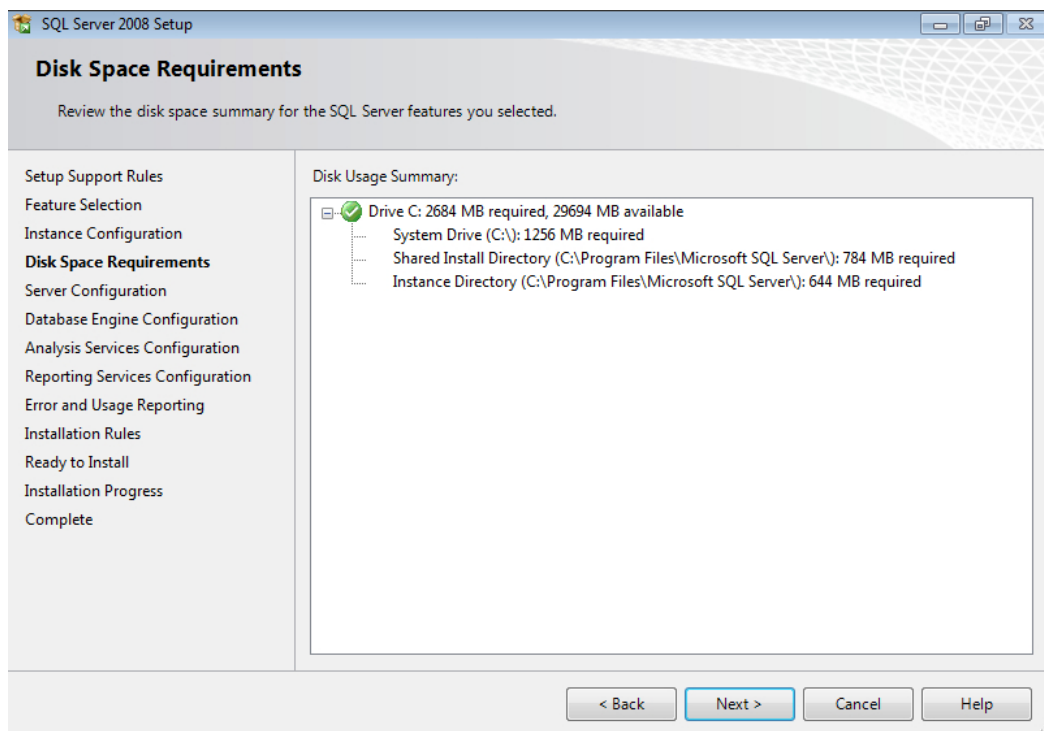 SQL Server 2008 Setup
Disk Space Requirements
Review the disk space summary for the SQL Server features you selected.
Setup Support Rules
Feature Selection
Instance Configuration
Disk Space Requirements
Server Configuration
Database Engine Configuration
Analysis Services Configuration
Reporting Services Configuration
Error and Usage Reporting
Installation Rules
Ready to Install
Installation Progress
Complete
Disk Usage Summary:
Drive C: 2684 MB required, 29694 MB available
System Drive (C:\): 1256 MB required
Shared Install Directory (C:\Program Files\Microsoft SQL Server\): 784 MB required
Instance Directory (C:\Program Files\Microsoft SQL Server\): 644 MB required
< Back Next > Cancel Help